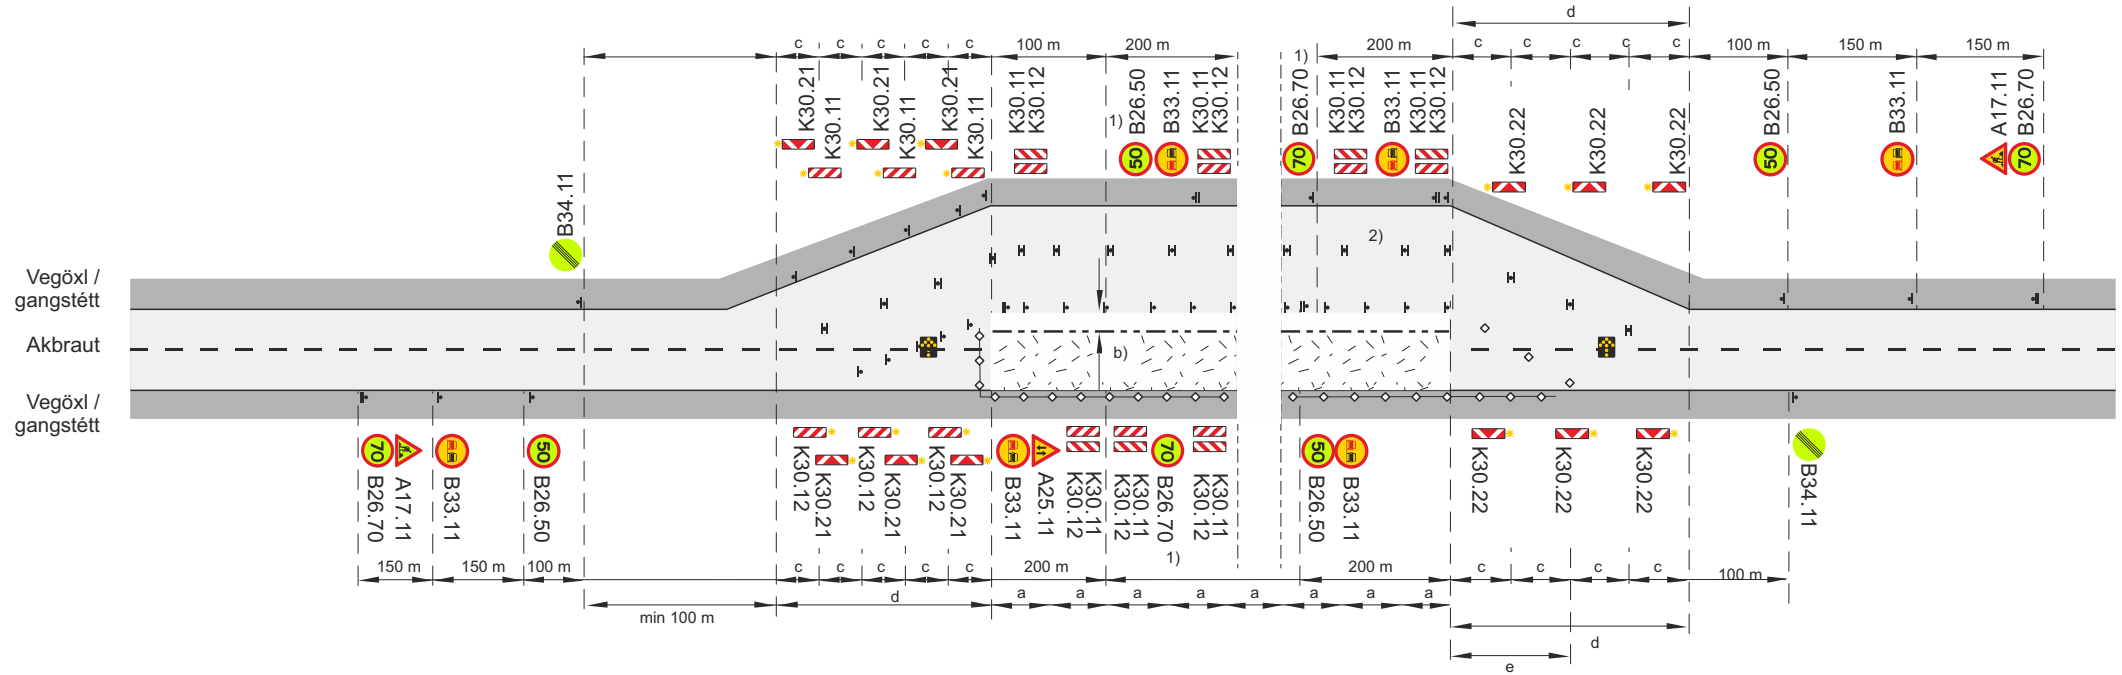 d
c c c c c 100 m 200 m 1) 200 m c c c c 100 m 150 m 150 m
K30.21 K30.11 K30.21 K30.11 K30.21 K30.11 K30.11 K30.12 1) B26.50 B33.11 K30.11 K30.12 B26.70 K30.11 K30.12 B33.11 K30.11 K30.12 K30.22 K30.22 K30.22 B26.50 B33.11 A17.11 B26.70
50 70 50 70
B34.11
2)
Vegöxl /
gangstétt
Akbraut
b)
Vegöxl /
gangstétt
70 50 70 50
B26.70 A17.11 B33.11 B26.50 K30.12 K30.21 K30.12 K30.21 K30.12 K30.21 B33.11 A25.11 K30.12 K30.11 K30.12 K30.11 B26.70 K30.12 K30.11 B26.50 B33.11 K30.22 K30.22 K30.22 B34.11
1)
150 m 150 m 100 m c c c c c 200 m 200 m c c c c 100 m
d a a a a a a a a
min 100 m d
e